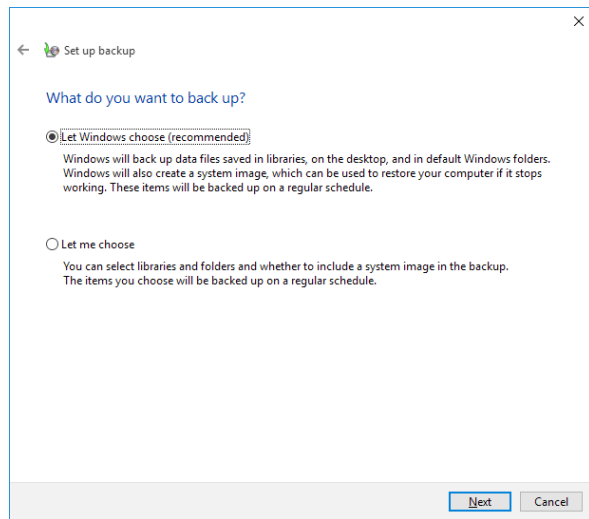 Set up backup
What do you want to back up?
Let Windows choose (recommended)
Windows will back up data files saved in libraries, on the desktop, and in default Windows folders.
Windows will also create a system image, which can be used to restore your computer if it stops
working. These items will be backed up on a regular schedule.
Let me choose
You can select libraries and folders and whether to include a system image in the backup.
The items you choose will be backed up on a regular schedule.
Next Cancel